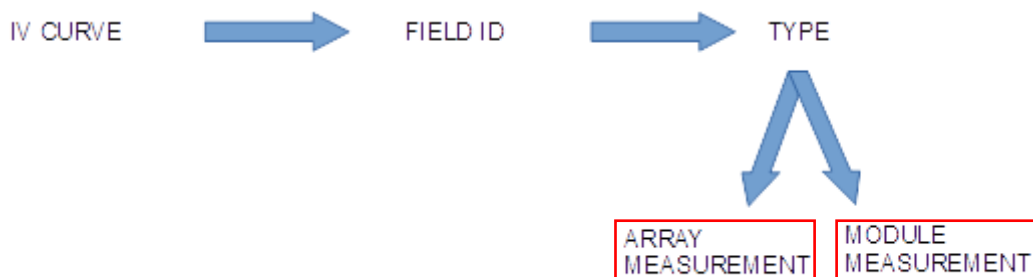 IV CURVE
FIELD ID
TYPE
ARRAY
MEASUREMENT
MODULE
MEASUREMENT